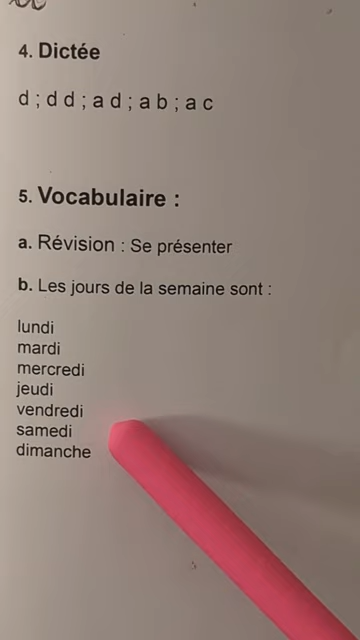 4. Dictée
d ; d d ; a d ; a b ; a c
5. Vocabulaire :
a. Révision : Se présenter
b. Les jours de la semaine sont :
lundi
mardi
mercredi
jeudi
vendredi
samedi
dimanche